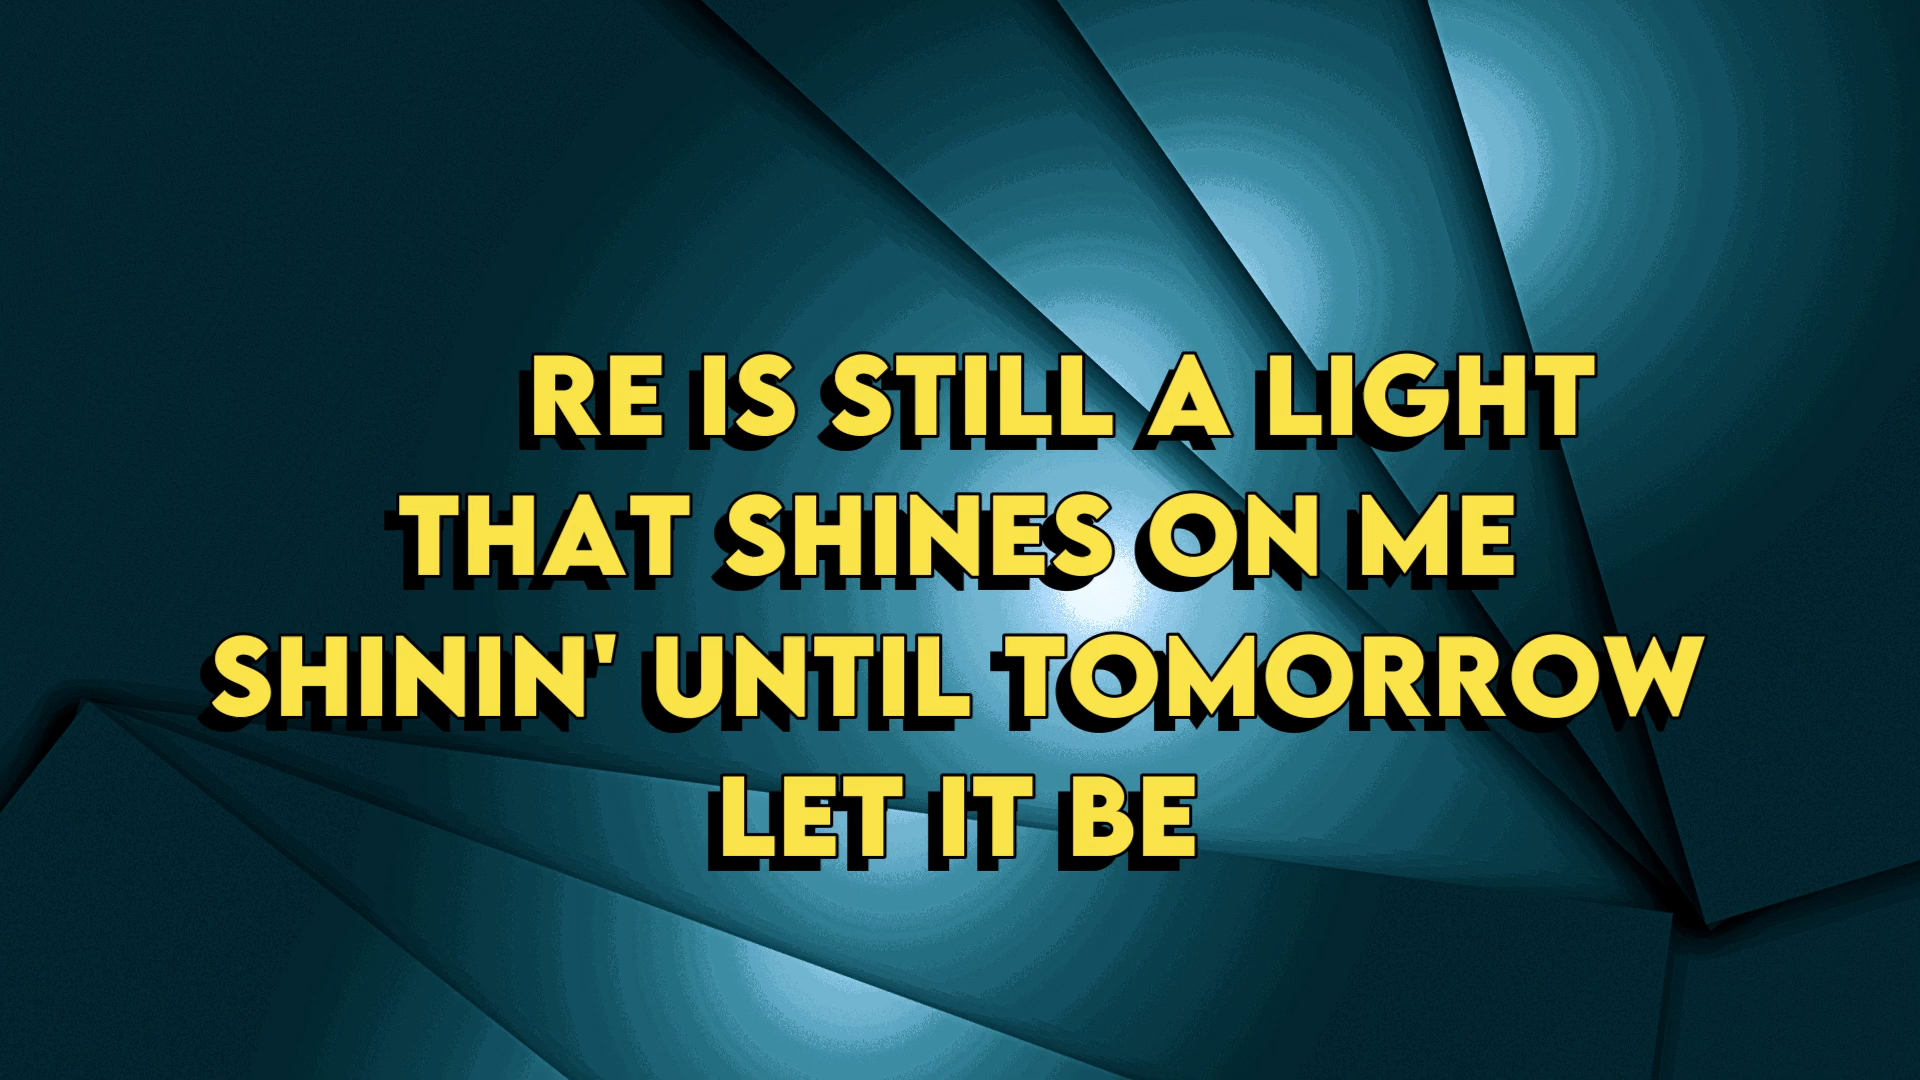 RE IS STILL A LIGHT
THAT SHINES ON ME
SHININ' UNTIL TOMORROW
LET IT BE